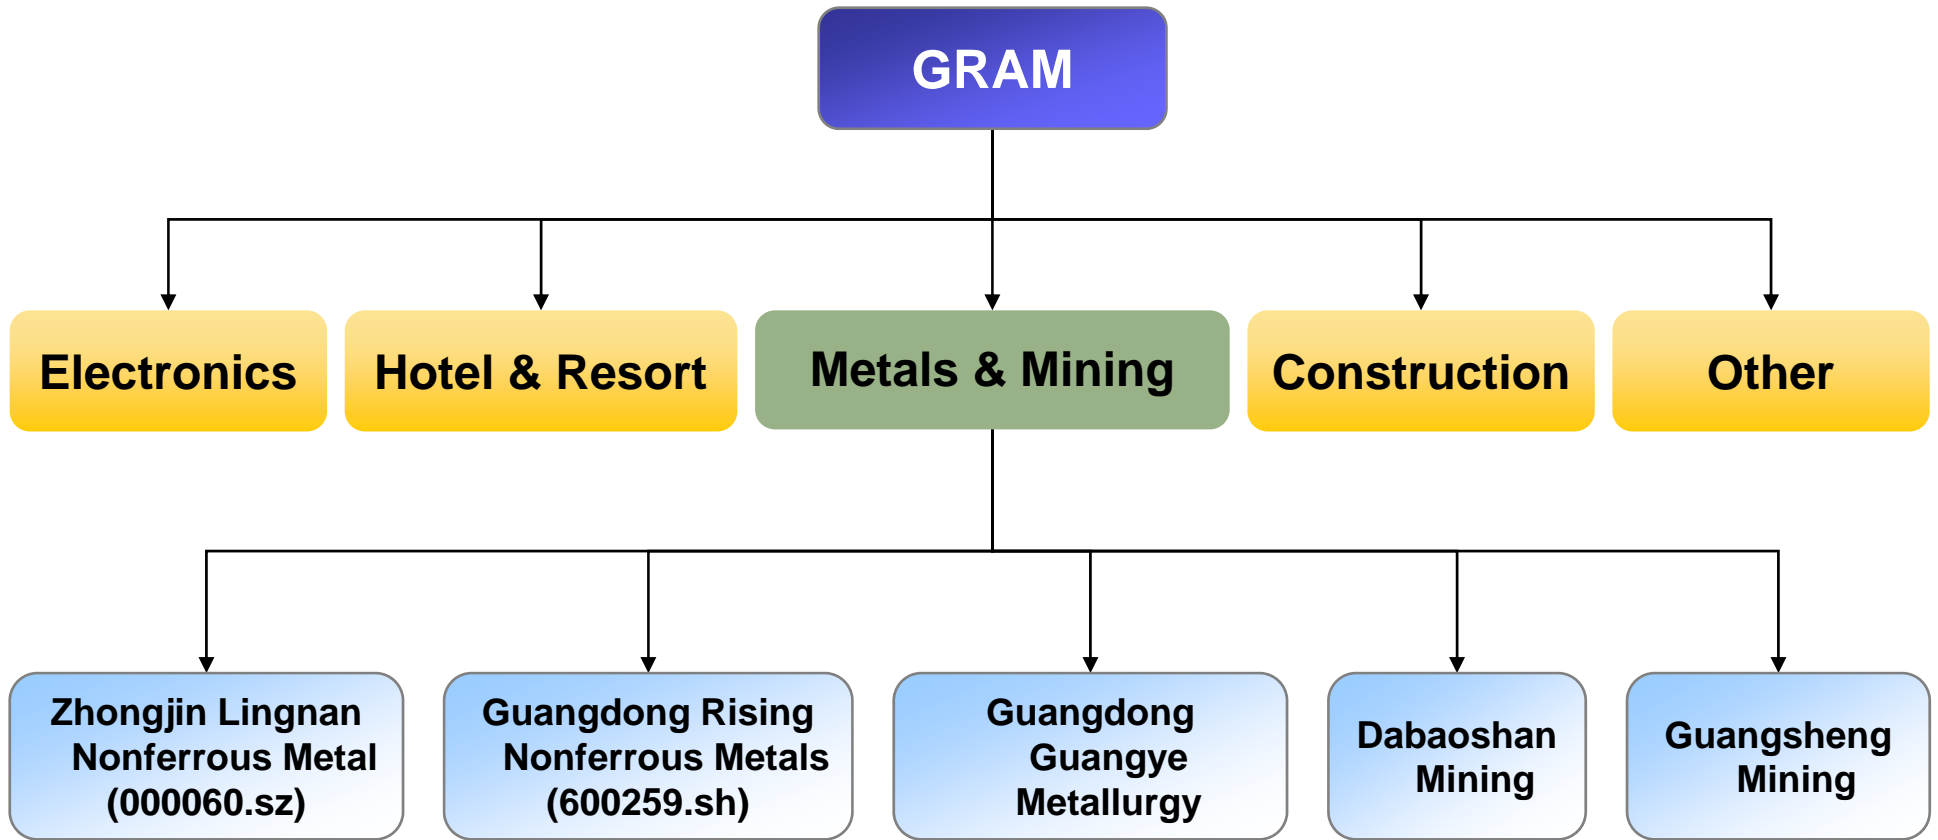 GRAM
Electronics
Hotel & Resort
Metals & Mining
Construction
Other
Zhongjin Lingnan
Nonferrous Metal
(000060.sz)
Guangdong Rising
Nonferrous Metals
(600259.sh)
Guangdong
Guangye
Metallurgy
Dabaoshan
Mining
Guangsheng
Mining